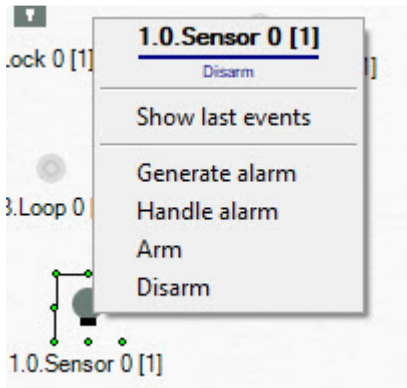 1.0.Sensor 0 [1]
Disarm
.ock 0 [1]
1]
Show last events
Generate alarm
3.Loop 0
Handle alarm
Arm
Disarm
1.0.Sensor 0 [1]